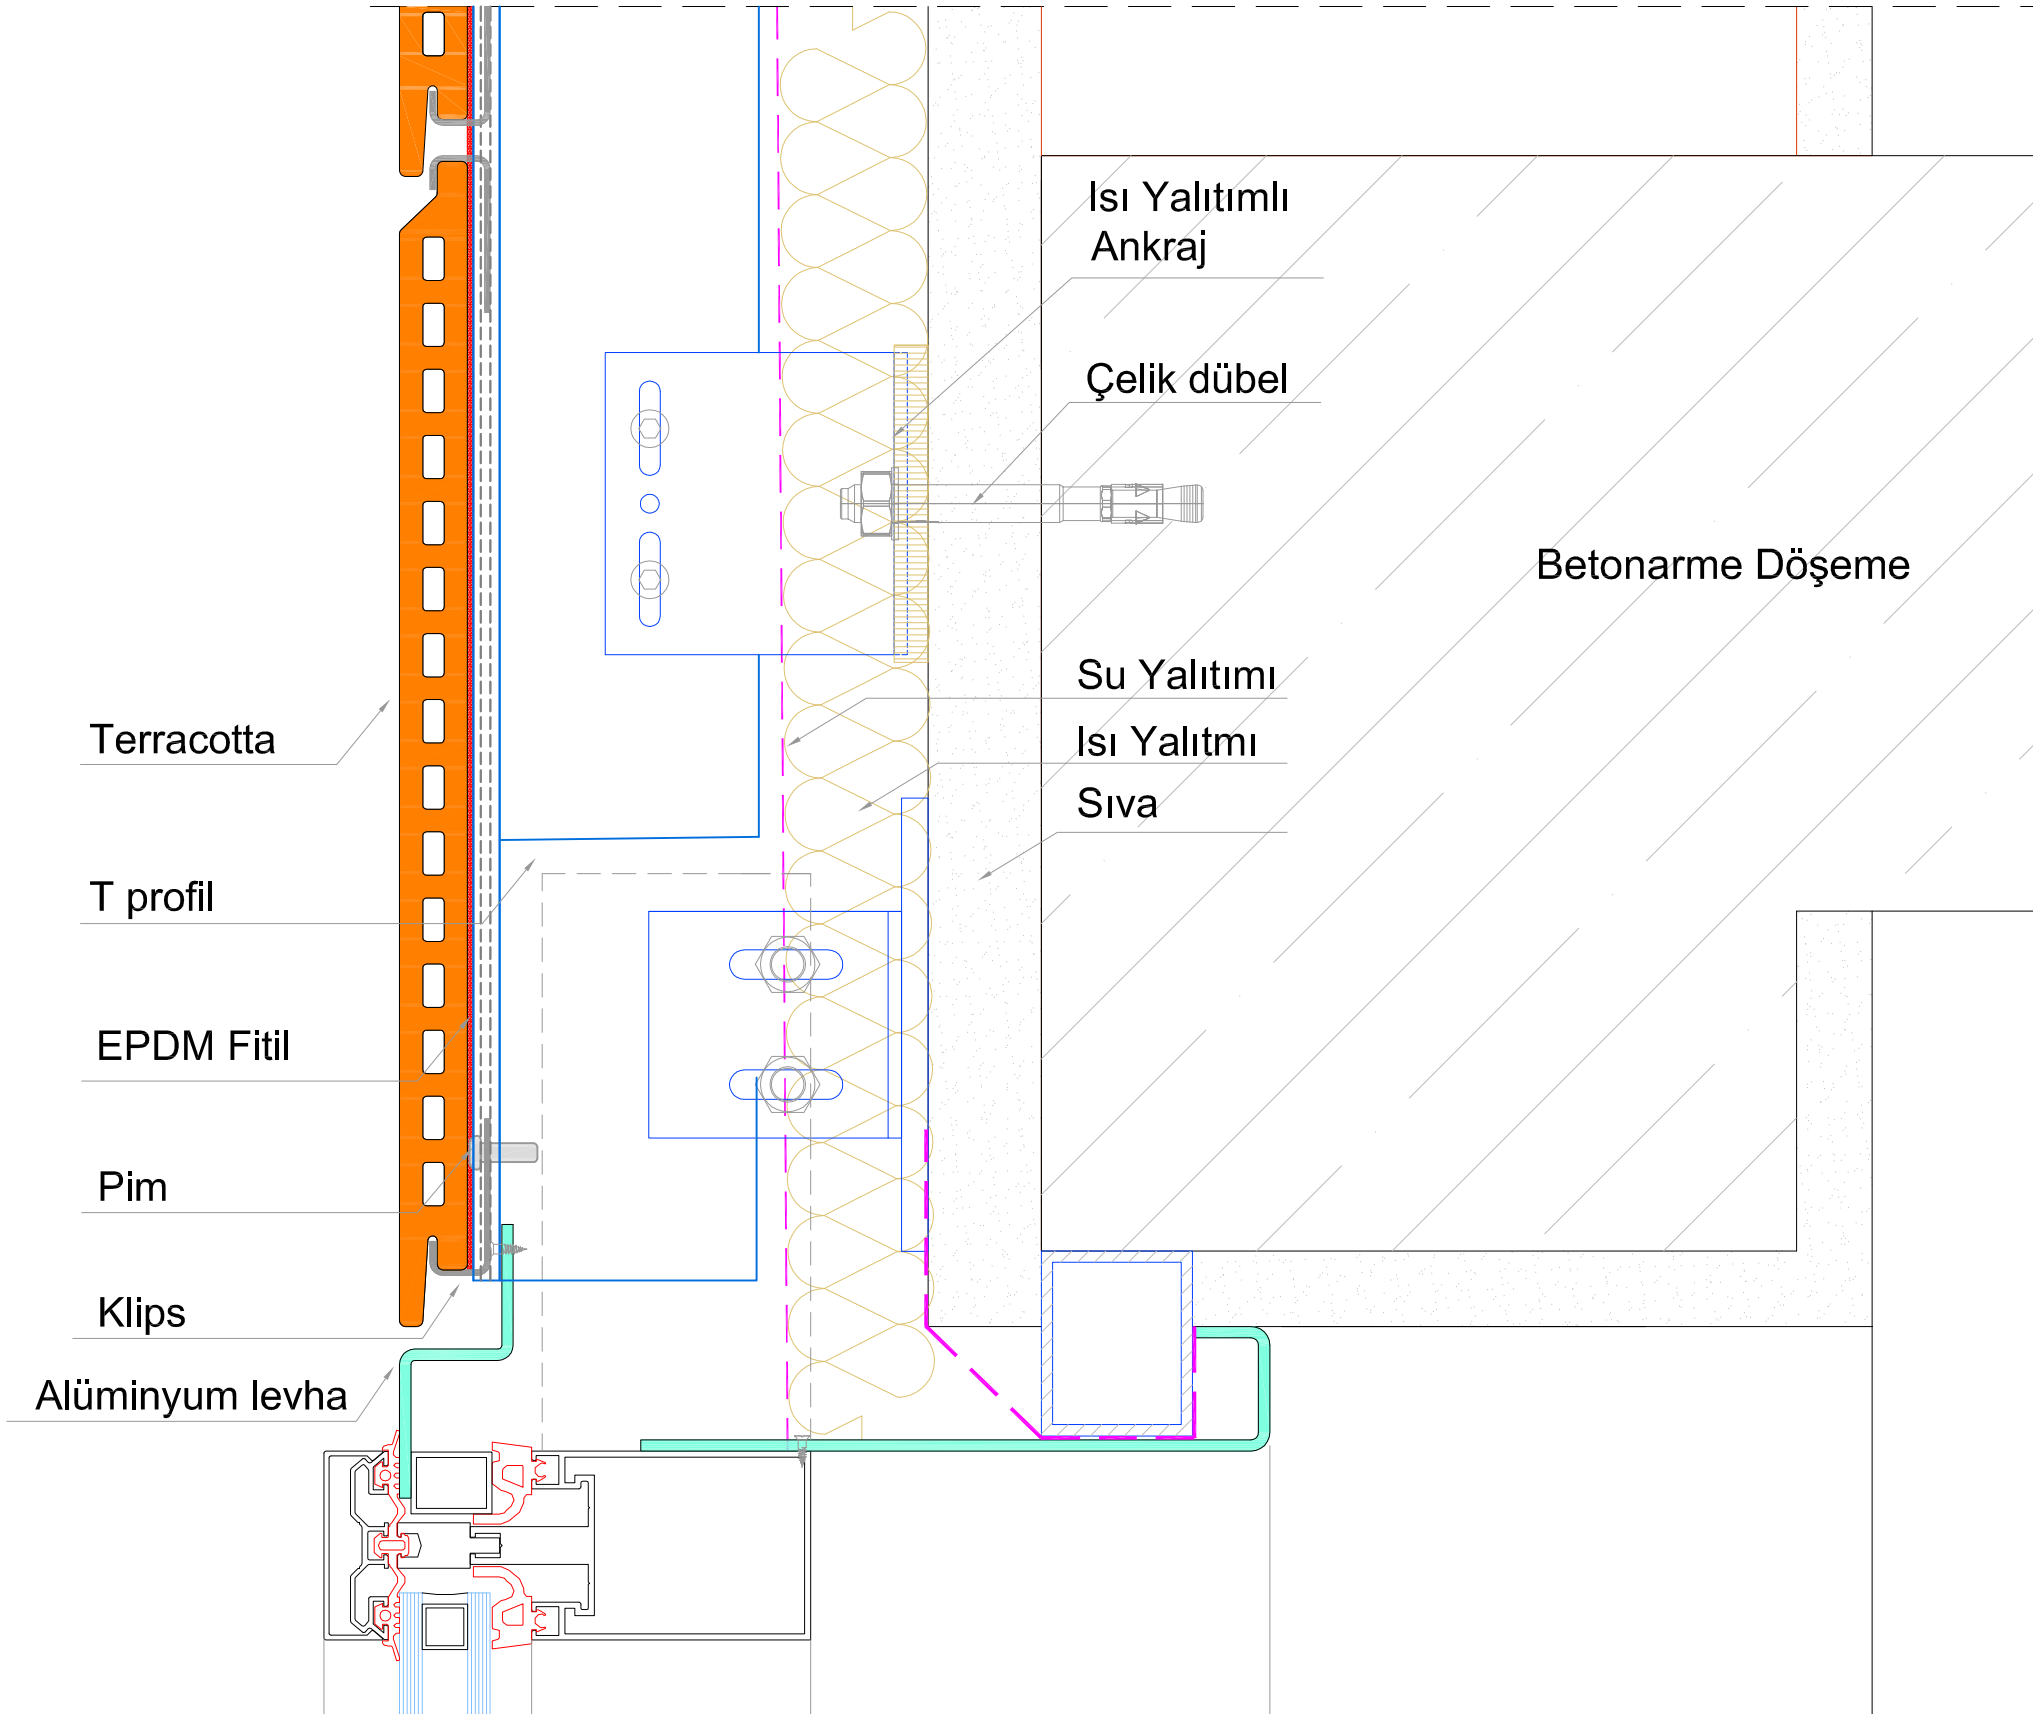 Isı Yalıtımlı
Ankraj
Çelik dübel
Betonarme Döşeme
Su Yalıtımı
Isı Yalıtmı
Sıva
Terracotta
T profil
EPDM Fitil
Pim
Klips
Alüminyum levha